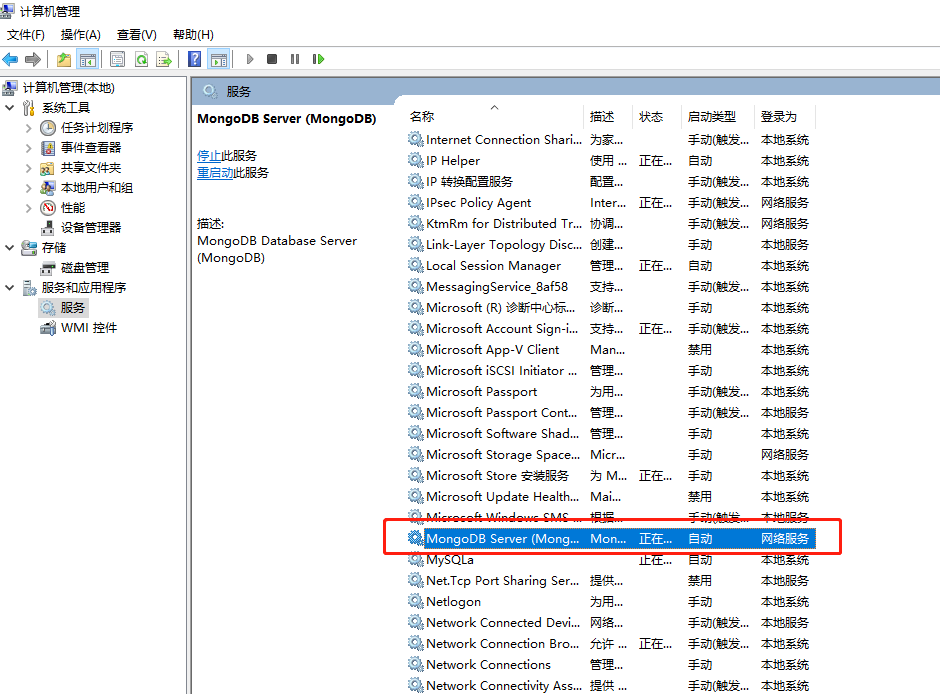 计算机管理
文件(F) 操作(A) 查看(V) 帮助(H)
计算机管理(本地)
系统工具
任务计划程序
事件查看器
共享文件夹
本地用户和组
性能
设备管理器
存储
磁盘管理
服务和应用程序
服务
WMI 控件
服务
MongoDB Server (MongoDB)
停止此服务
重启动此服务
描述:
MongoDB Database Server
(MongoDB)
名称 描述 状态 启动类型 登录为
Internet Connection Shari... 为家... 手动(触发... 本地系统
IP Helper 使用 ... 正在... 自动 本地系统
IP 转换配置服务 配置... 手动(触发... 本地系统
IPsec Policy Agent Inter... 正在... 手动(触发... 网络服务
KtmRm for Distributed Tr... 协调... 手动(触发... 网络服务
Link-Layer Topology Disc... 创建... 手动 本地服务
Local Session Manager 管理... 正在... 自动 本地系统
MessagingService_8af58 支持... 手动(触发... 本地系统
Microsoft (R) 诊断中心标... 诊断... 手动 本地系统
Microsoft Account Sign-i... 支持... 正在... 手动(触发... 本地系统
Microsoft App-V Client Man... 禁用 本地系统
Microsoft iSCSI Initiator ... 管理... 手动 本地系统
Microsoft Passport 为用... 手动(触发... 本地系统
Microsoft Passport Cont... 管理... 手动(触发... 本地服务
Microsoft Software Shad... 管理... 手动 本地系统
Microsoft Storage Space... Micr... 手动 网络服务
Microsoft Store 安装服务 为 M... 正在... 手动 本地系统
Microsoft Update Health... Mai... 禁用 本地系统
Microsoft Windows SMS ... 根据... 手动(触发... 本地服务
MongoDB Server (Mong... Mon... 正在... 自动 网络服务
MySQLa 正在... 自动 本地系统
Net.Tcp Port Sharing Ser... 提供... 禁用 本地服务
Netlogon 为用... 手动 本地系统
Network Connected Devi... 网络... 手动(触发... 本地服务
Network Connection Bro... 允许 ... 正在... 手动(触发... 本地系统
Network Connections 管理... 手动 本地系统
Network Connectivity Ass... 提供 ... 手动(触发... 本地系统